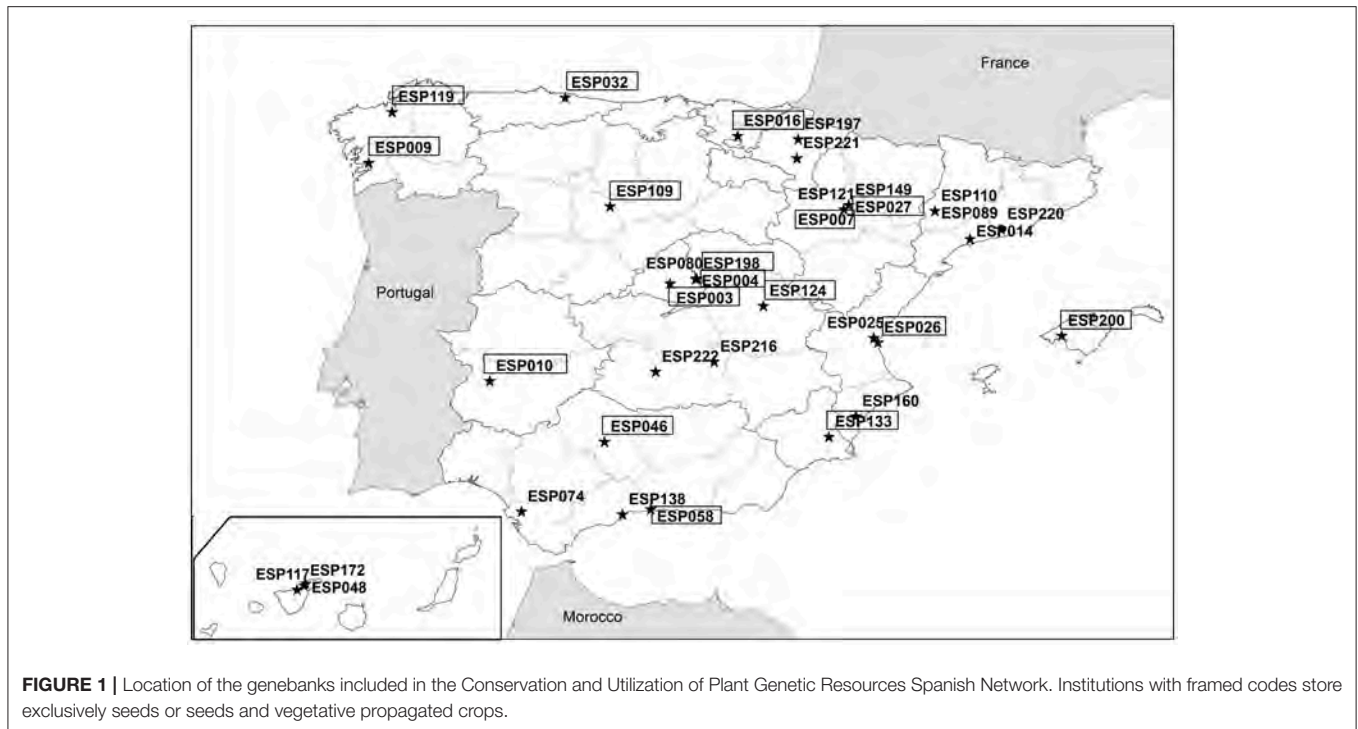 France
ESP032
ESP119
ESP016
ESP197
ESP009
ESP221
ESP109
ESP121
ESP149
ESP027
ESP007
ESP110
ESP089
ESP220
ESP014
ESP080
ESP198
ESP004
ESP003
ESP124
Portugal
ESP025
ESP026
ESP200
ESP216
ESP222
ESP010
ESP160
ESP133
ESP046
ESP074
ESP138
ESP058
ESP117
ESP172
ESP048
Morocco
FIGURE 1 | Location of the genebanks included in the Conservation and Utilization of Plant Genetic Resources Spanish Network. Institutions with framed codes store
exclusively seeds or seeds and vegetative propagated crops.